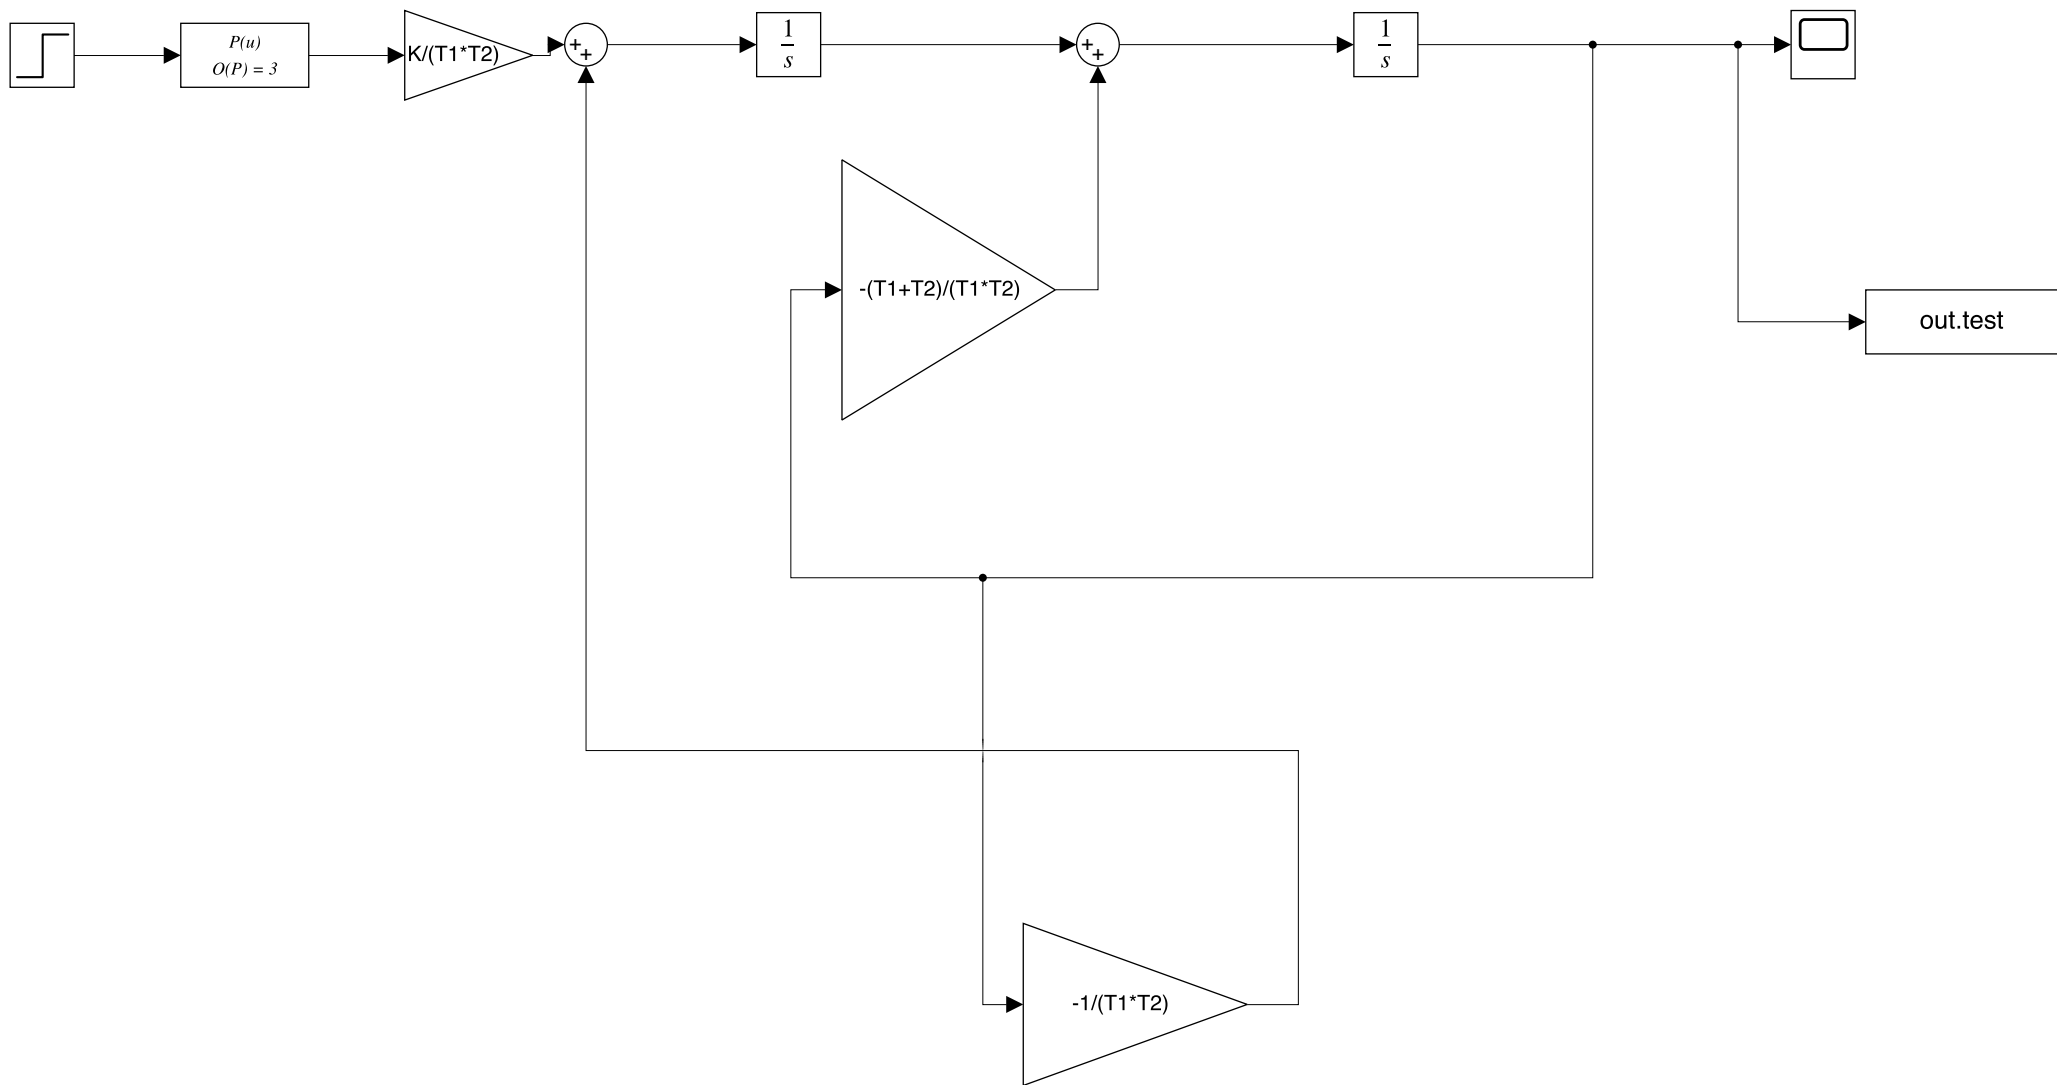 P(u)
O(P) = 3
K/(T1*T2)
++
1
s
++
1
s
-(T1+T2)/(T1*T2)
out.test
-1/(T1*T2)